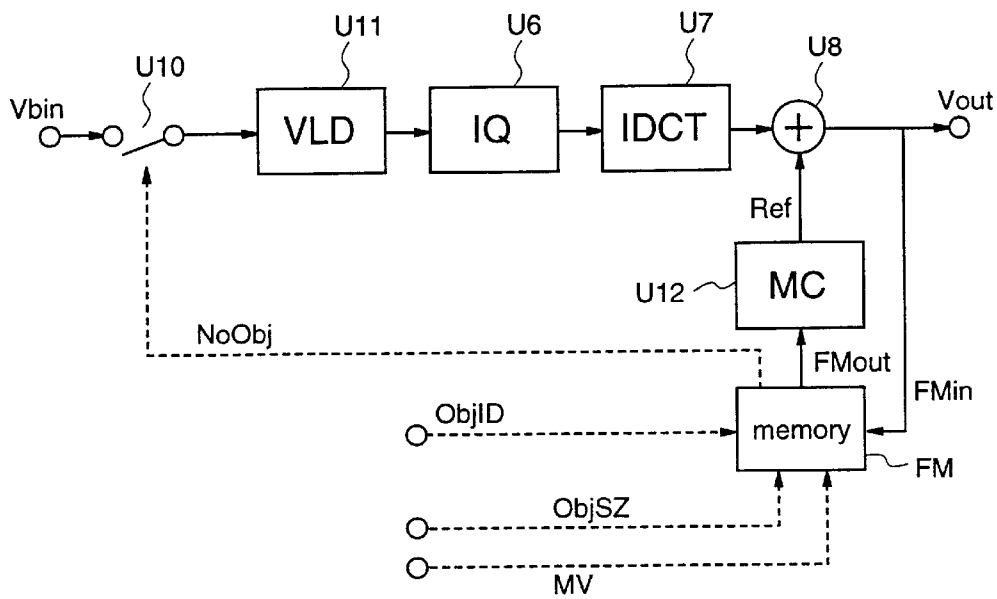 U11
U6
U7
U8
U10
Vbin
Vout
VLD
IQ
IDCT
+
Ref
U12
MC
NoObj
FMout
FMin
ObjID
memory
FM
ObjSZ
MV